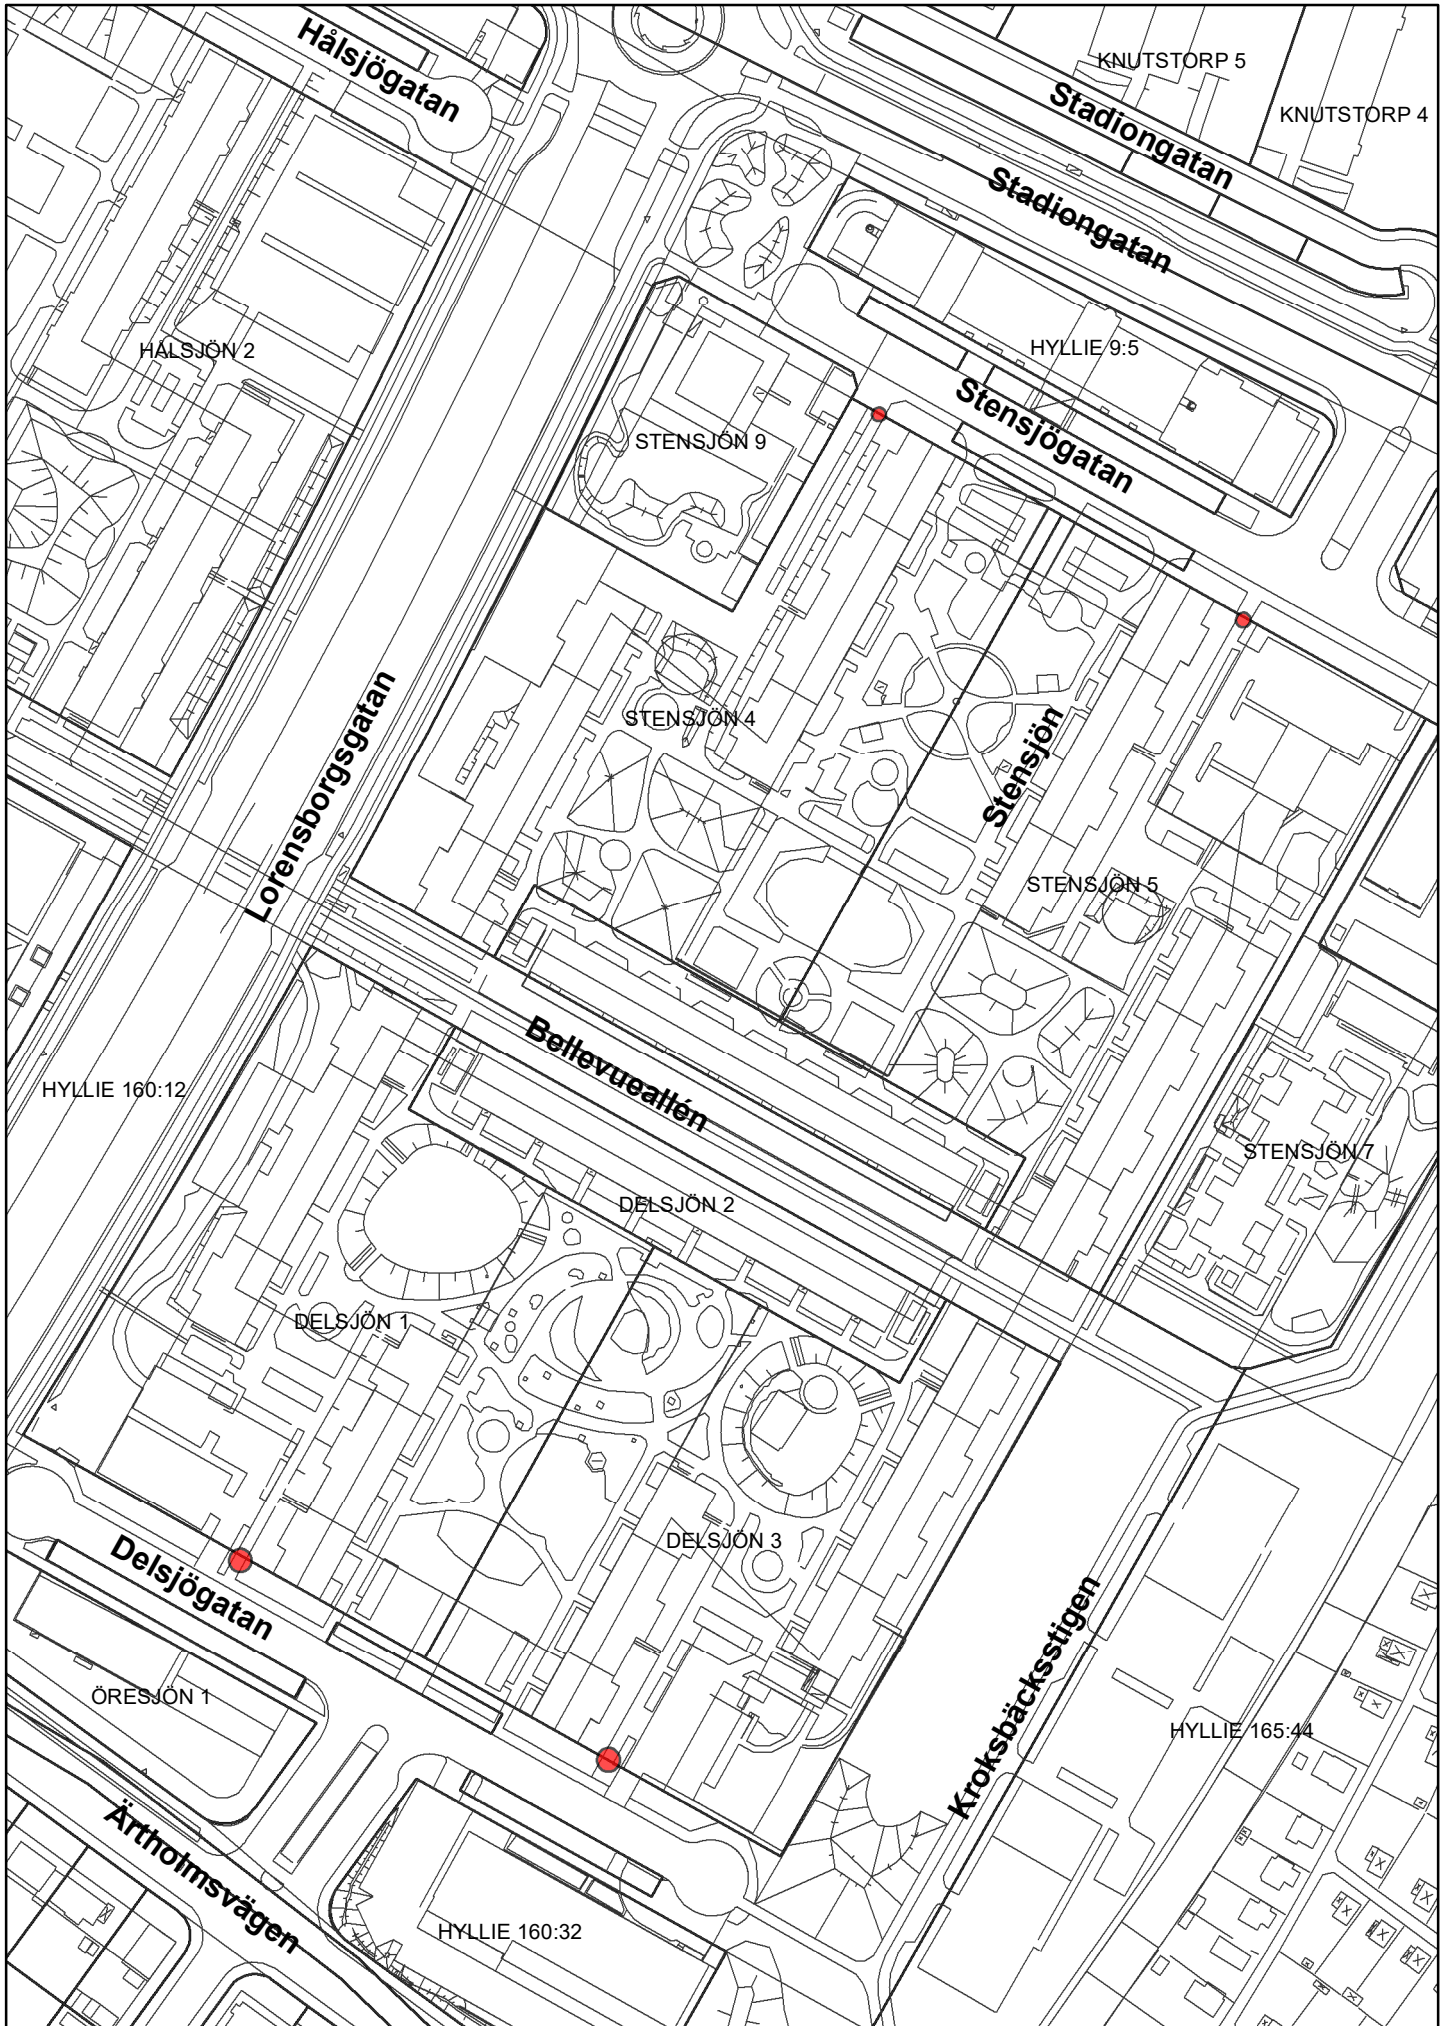 Hålsjögatan
KNUTSTORP 5
Stadiongatan
KNUTSTORP 4
Stadiongatan
HÅLSJÖN 2
HYLLIE 9:5
Stensjögatan
STENSJÖN 9
Lorensborgsgatan
STENSJÖN 4
Stensjön
STENSJÖN 5
Bellevueallén
HYLLIE 160:12
STENSJÖN 7
DELSJÖN 2
DELSJÖN 1
DELSJÖN 3
Delsjögatan
Kroksbäcksstigen
ÖRESJÖN 1
HYLLIE 165:44
Ärtholmsvägen
HYLLIE 160:32